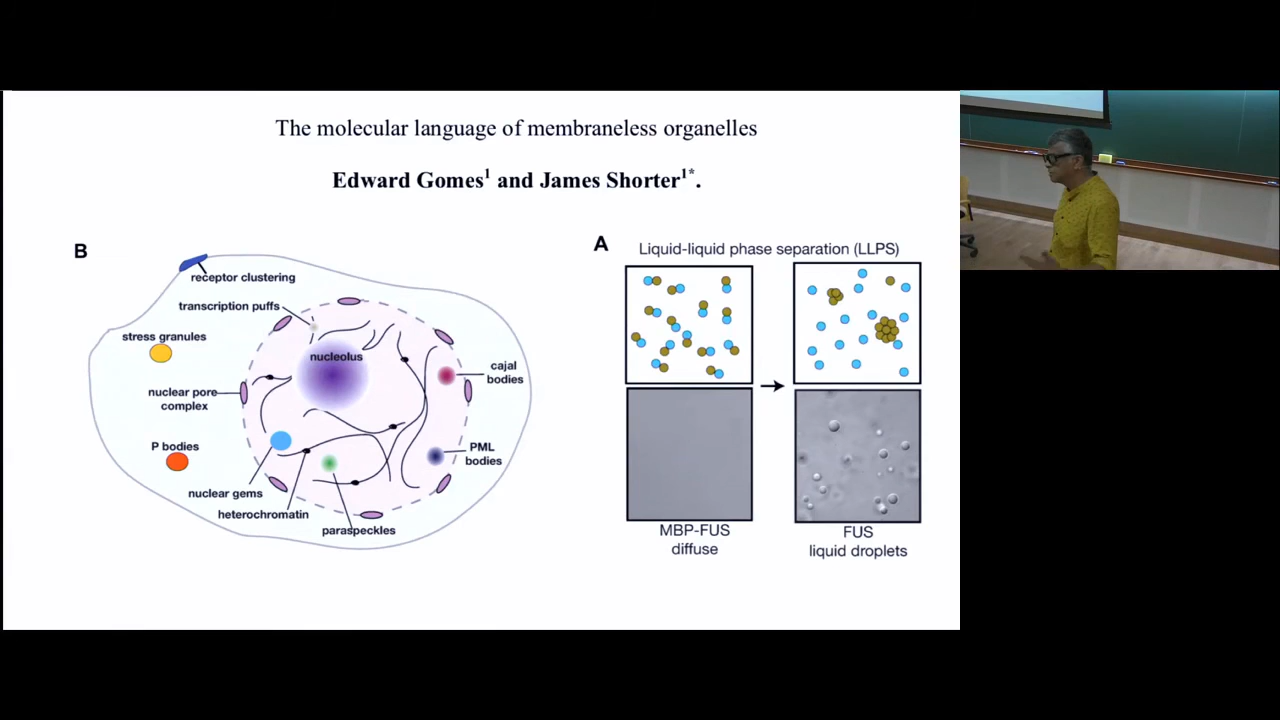 The molecular language of membraneless organelles
Edward Gomes1 and James Shorter1*.
B
receptor clustering
transcription puffs
stress granules
nucleolus
cajal
bodies
nuclear pore
complex
P bodies
PML
bodies
nuclear gems
heterochromatin
paraspeckles
A
Liquid-liquid phase separation (LLPS)
MBP-FUS
diffuse
FUS
liquid droplets